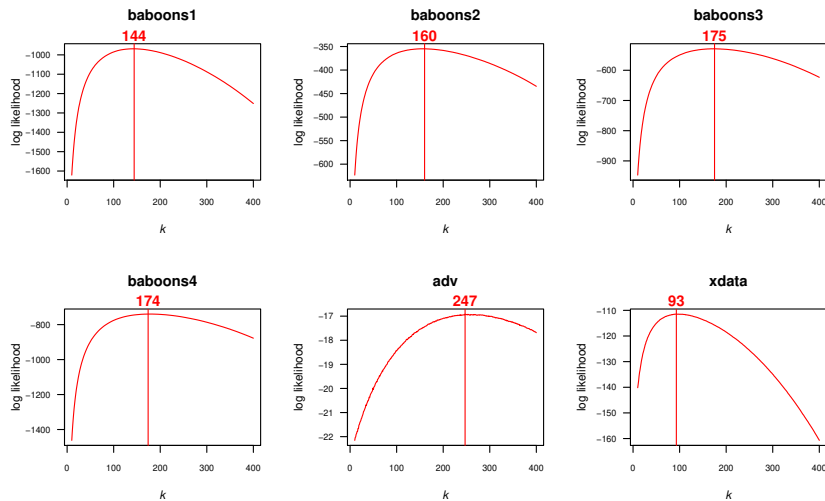 baboons1
144
log likelihood
−1000
−1100
−1200
−1300
−1400
−1500
−1600
0 100 200 300 400
k
baboons2
160
log likelihood
−350
−400
−450
−500
−550
−600
0 100 200 300 400
k
baboons3
175
log likelihood
−600
−700
−800
−900
0 100 200 300 400
k
baboons4
174
log likelihood
−800
−1000
−1200
−1400
0 100 200 300 400
k
adv
247
log likelihood
−17
−18
−19
−20
−21
−22
0 100 200 300 400
k
xdata
93
log likelihood
−110
−120
−130
−140
−150
−160
0 100 200 300 400
k